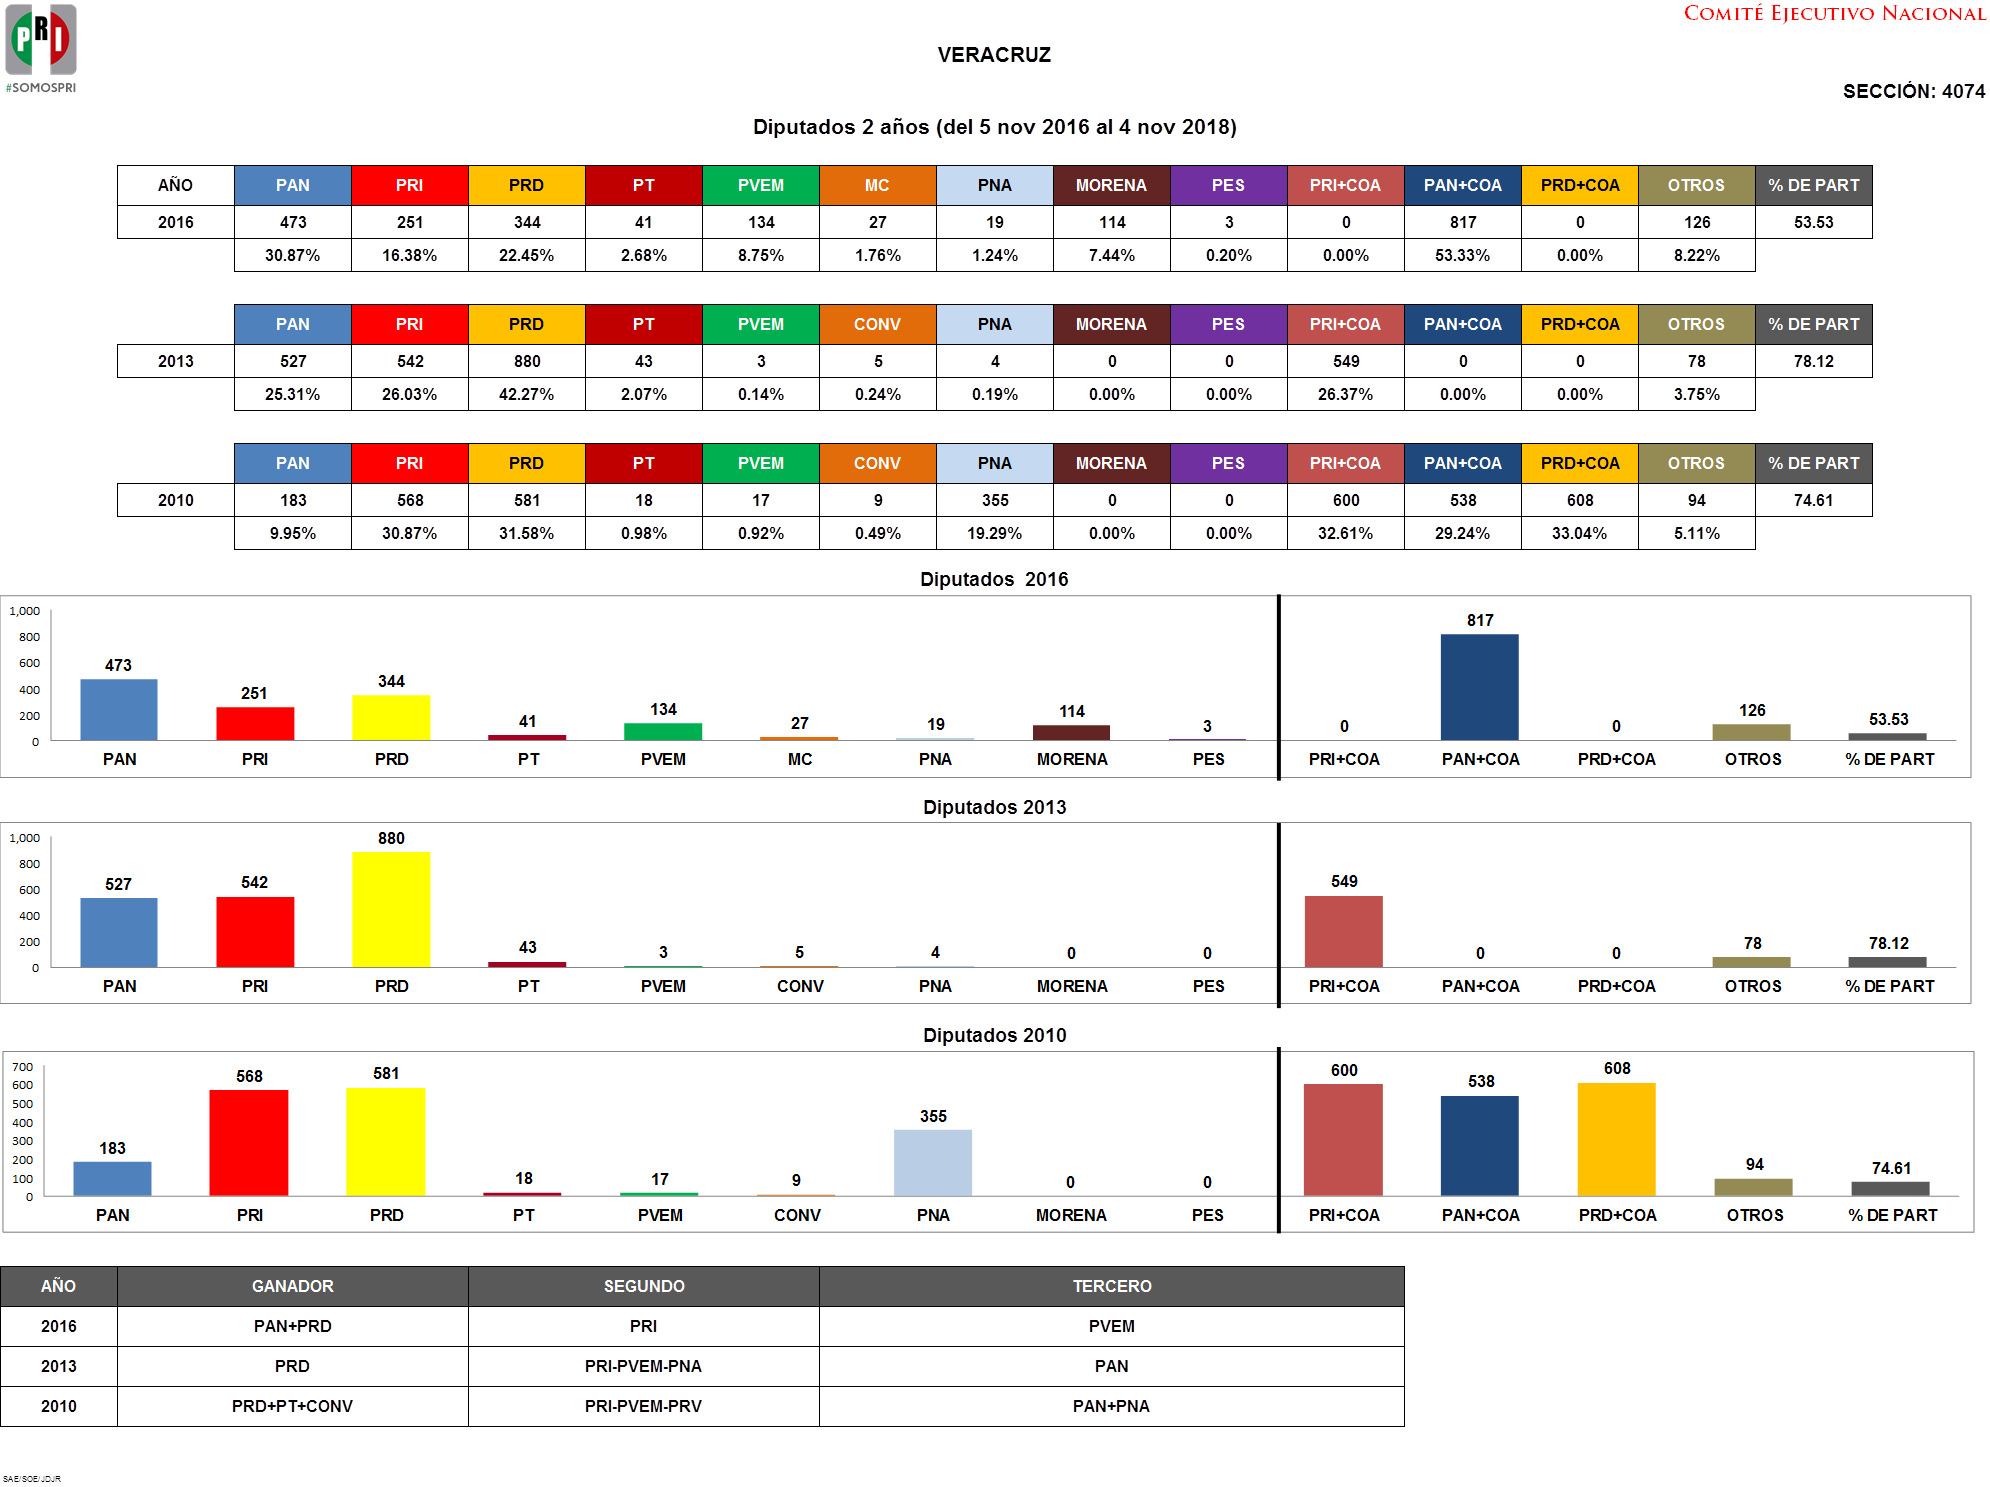 PRI
#SOMOSPRI
COMITÉ EJECUTIVO NACIONAL
VERACRUZ
SECCIÓN: 4074
Diputados 2 años (del 5 nov 2016 al 4 nov 2018)
AÑO PAN PRI PRD PT PVEM MC PNA MORENA PES PRI+COA PAN+COA PRD+COA OTROS % DE PART
2016 473 251 344 41 134 27 19 114 3 0 817 0 126 53.53
30.87% 16.38% 22.45% 2.68% 8.75% 1.76% 1.24% 7.44% 0.20% 0.00% 53.33% 0.00% 8.22%
PAN PRI PRD PT PVEM CONV PNA MORENA PES PRI+COA PAN+COA PRD+COA OTROS % DE PART
2013 527 542 880 43 3 5 4 0 0 549 0 0 78 78.12
25.31% 26.03% 42.27% 2.07% 0.14% 0.24% 0.19% 0.00% 0.00% 26.37% 0.00% 0.00% 3.75%
PAN PRI PRD PT PVEM CONV PNA MORENA PES PRI+COA PAN+COA PRD+COA OTROS % DE PART
2010 183 568 581 18 17 9 355 0 0 600 538 608 94 74.61
9.95% 30.87% 31.58% 0.98% 0.92% 0.49% 19.29% 0.00% 0.00% 32.61% 29.24% 33.04% 5.11%
Diputados 2016
1,000
800
600
400
200
0
473 251 344 41 134 27 19 114 3 0 817 0 126 53.53
PAN PRI PRD PT PVEM MC PNA MORENA PES PRI+COA PAN+COA PRD+COA OTROS % DE PART
Diputados 2013
1,000
800
600
400
200
0
527 542 880 43 3 5 4 0 0 549 0 0 78 78.12
PAN PRI PRD PT PVEM CONV PNA MORENA PES PRI+COA PAN+COA PRD+COA OTROS % DE PART
Diputados 2010
700
600
500
400
300
200
100
0
183 568 581 18 17 9 355 0 0 600 538 608 94 74.61
PAN PRI PRD PT PVEM CONV PNA MORENA PES PRI+COA PAN+COA PRD+COA OTROS % DE PART
AÑO GANADOR SEGUNDO TERCERO
2016 PAN+PRD PRI PVEM
2013 PRD PRI-PVEM-PNA PAN
2010 PRD+PT+CONV PRI-PVEM-PRV PAN+PNA
SAE/SOE/JDJR